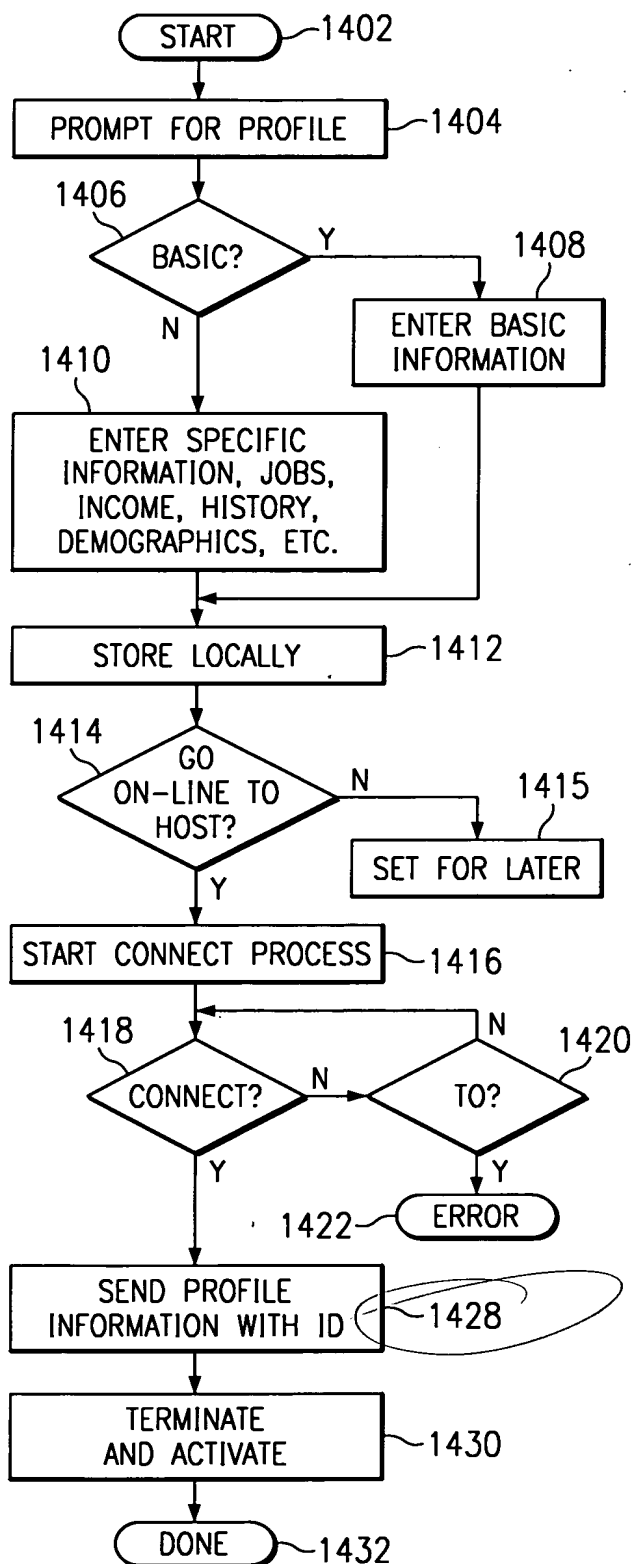 START
1402
PROMPT FOR PROFILE
1404
1406
BASIC?
Y
N
1408
ENTER BASIC
INFORMATION
1410
ENTER SPECIFIC
INFORMATION, JOBS,
INCOME, HISTORY,
DEMOGRAPHICS, ETC.
STORE LOCALLY
1412
1414
GO
ON-LINE TO
HOST?
N
Y
1415
SET FOR LATER
START CONNECT PROCESS
1416
1418
CONNECT?
N
Y
N
1420
TO?
Y
1422
ERROR
SEND PROFILE
INFORMATION WITH ID
1428
TERMINATE
AND ACTIVATE
1430
DONE
1432